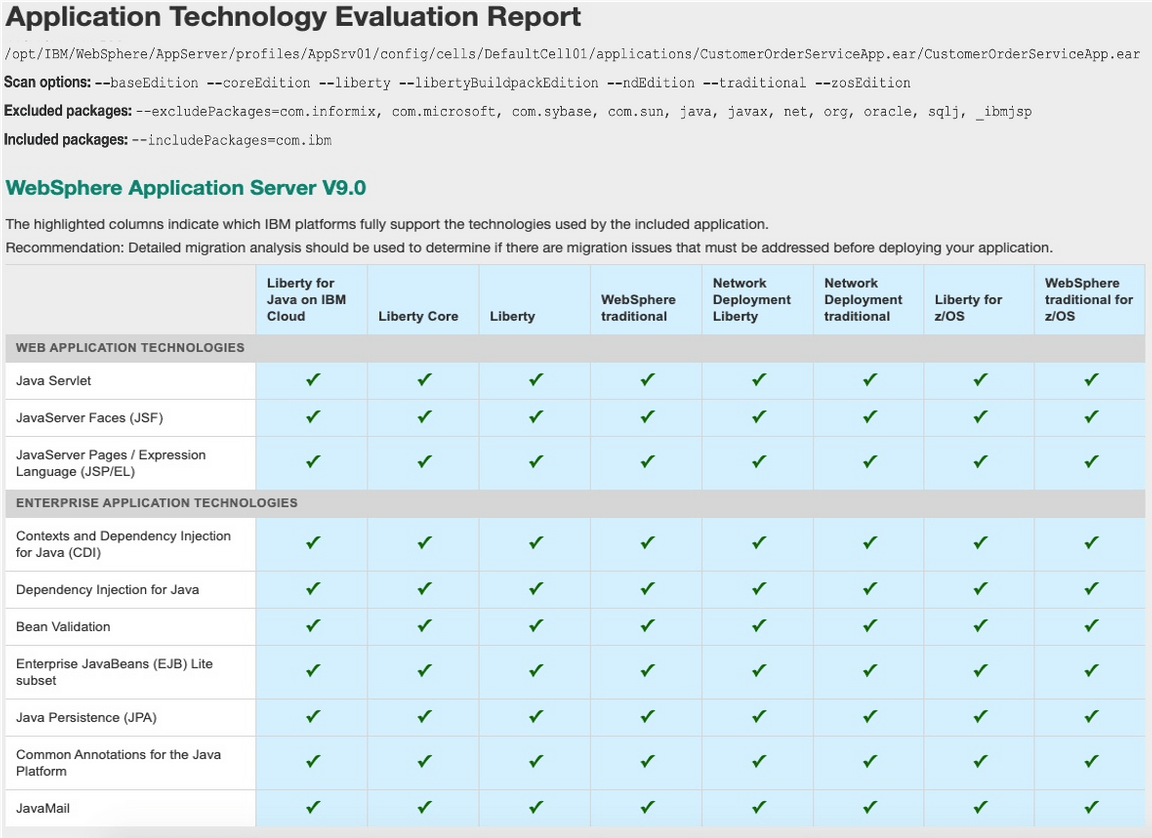 Application Technology Evaluation Report
/opt/IBM/WebSphere/AppServer/profiles/AppSrv01/config/cells/DefaultCell01/applications/CustomerOrderServiceApp.ear/CustomerOrderServiceApp.ear
Scan options: --baseEdition --coreEdition --liberty --libertyBuildpackEdition --ndEdition --traditional --zosEdition
Excluded packages: --excludePackages=com.informix, com.microsoft, com.sybase, com.sun, java, javax, net, org, oracle, sqlj, _ibmjsp
Included packages: --includePackages=com.ibm
WebSphere Application Server V9.0
The highlighted columns indicate which IBM platforms fully support the technologies used by the included application.
Recommendation: Detailed migration analysis should be used to determine if there are migration issues that must be addressed before deploying your application.
Liberty for
Java on IBM
Cloud
Liberty Core
Liberty
WebSphere
traditional
Network
Deployment
Liberty
Network
Deployment
traditional
Liberty for
z/OS
WebSphere
traditional for
z/OS
WEB APPLICATION TECHNOLOGIES
Java Servlet ✔ ✔ ✔ ✔ ✔ ✔ ✔ ✔
JavaServer Faces (JSF) ✔ ✔ ✔ ✔ ✔ ✔ ✔ ✔
JavaServer Pages / Expression
Language (JSP/EL) ✔ ✔ ✔ ✔ ✔ ✔ ✔ ✔
ENTERPRISE APPLICATION TECHNOLOGIES
Contexts and Dependency Injection
for Java (CDI) ✔ ✔ ✔ ✔ ✔ ✔ ✔ ✔
Dependency Injection for Java ✔ ✔ ✔ ✔ ✔ ✔ ✔ ✔
Bean Validation ✔ ✔ ✔ ✔ ✔ ✔ ✔ ✔
Enterprise JavaBeans (EJB) Lite
subset ✔ ✔ ✔ ✔ ✔ ✔ ✔ ✔
Java Persistence (JPA) ✔ ✔ ✔ ✔ ✔ ✔ ✔ ✔
Common Annotations for the Java
Platform ✔ ✔ ✔ ✔ ✔ ✔ ✔ ✔
JavaMail ✔ ✔ ✔ ✔ ✔ ✔ ✔ ✔